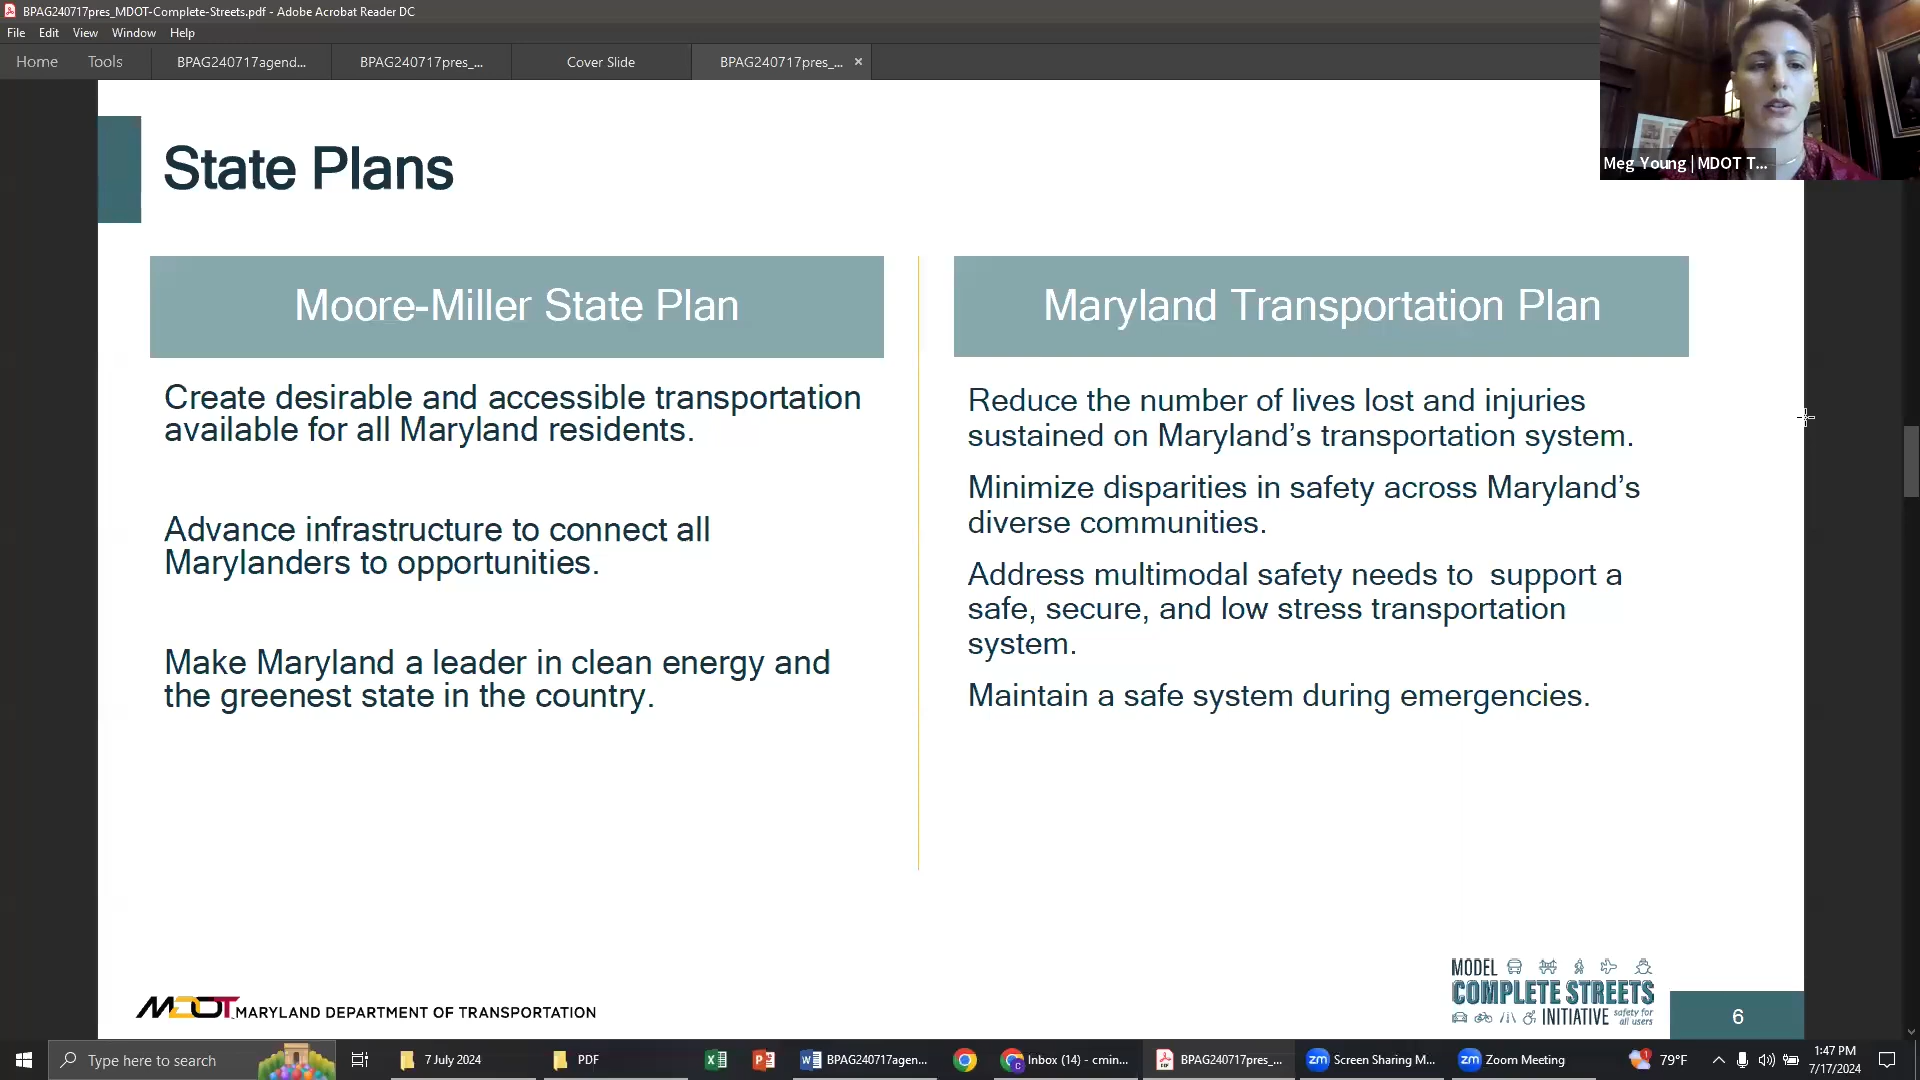 BPAG240717pres_MDOT-Complete-Streets.pdf - Adobe Acrobat Reader DC
File Edit View Window Help
Home Tools BPAG240717agend... BPAG240717pres_... Cover Slide BPAG240717pres_... ×
Meg Young | MDOT T...
State Plans
Moore-Miller State Plan
Create desirable and accessible transportation
available for all Maryland residents.
Advance infrastructure to connect all
Marylanders to opportunities.
Make Maryland a leader in clean energy and
the greenest state in the country.
Maryland Transportation Plan
Reduce the number of lives lost and injuries
sustained on Maryland’s transportation system.
Minimize disparities in safety across Maryland’s
diverse communities.
Address multimodal safety needs to  support a
safe, secure, and low stress transportation
system.
Maintain a safe system during emergencies.
MDOT MARYLAND DEPARTMENT OF TRANSPORTATION
MODEL
COMPLETE STREETS
INITIATIVE safety for
all users
6
Type here to search 7 July 2024 PDF BPAG240717agen... Inbox (14) - cmin... BPAG240717pres_... zm Screen Sharing M... zm Zoom Meeting 1 79°F 1:47 PM
7/17/2024